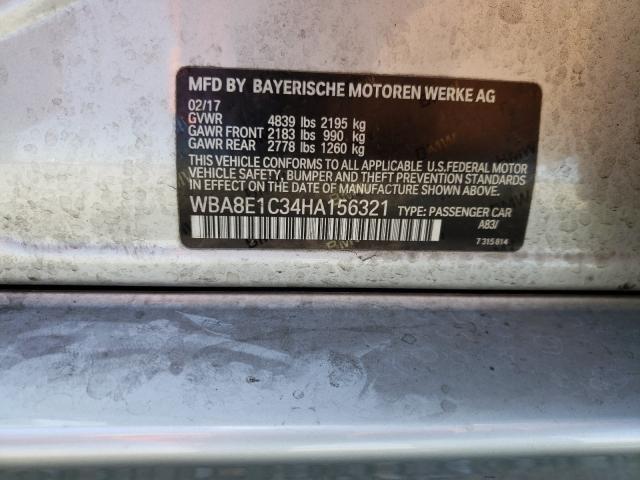 MFD BY BAYERISCHE MOTOREN WERKE AG
02/17
GVWR 4839 lbs 2195 kg
GAWR FRONT 2183 lbs 990 kg
GAWR REAR 2778 lbs 1260 kg
THIS VEHICLE CONFORMS TO ALL APPLICABLE U.S. FEDERAL MOTOR
VEHICLE SAFETY, BUMPER AND THEFT PREVENTION STANDARDS
IN EFFECT ON THE DATE OF MANUFACTURE SHOWN ABOVE.
WBA8E1C34HA156321 TYPE: PASSENGER CAR
A83/
7315814